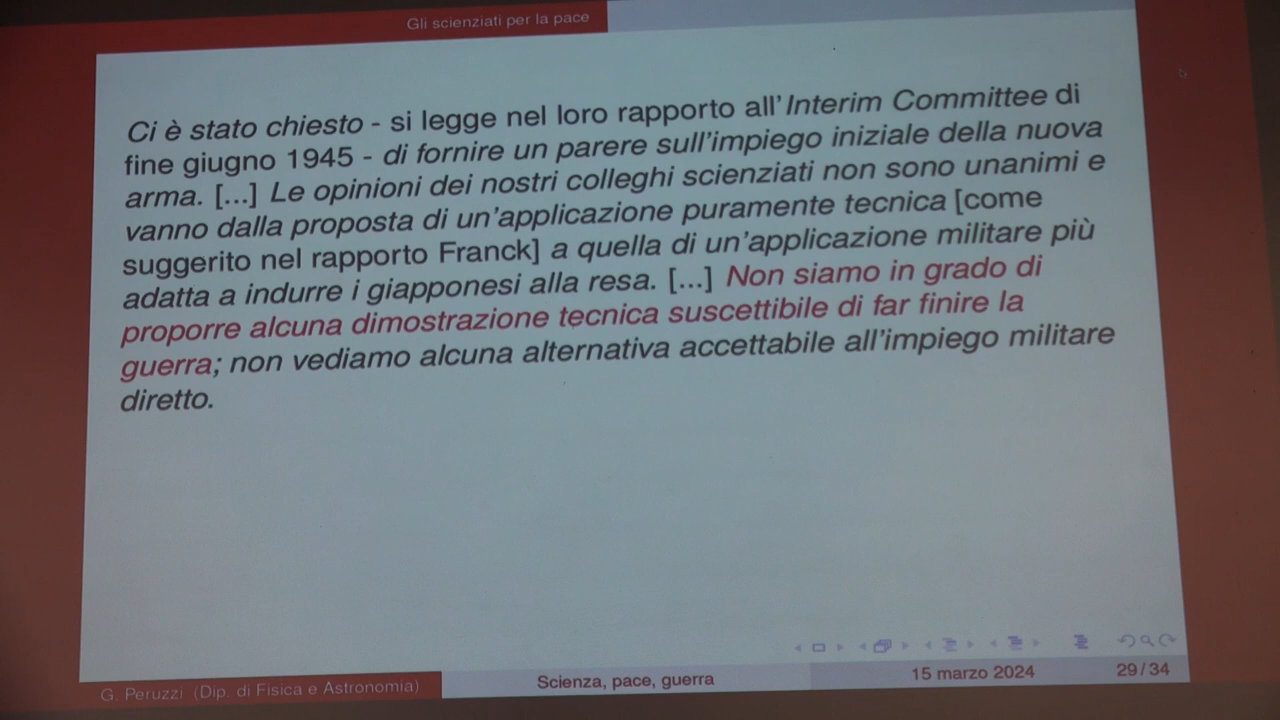 Gli scienziati per la pace
Ci è stato chiesto - si legge nel loro rapporto all'Interim Committee di
fine giugno 1945 - di fornire un parere sull'impiego iniziale della nuova
arma. [...] Le opinioni dei nostri colleghi scienziati non sono unanimi e
vanno dalla proposta di un'applicazione puramente tecnica [come
suggerito nel rapporto Franck] a quella di un'applicazione militare più
adatta a indurre i giapponesi alla resa. [...] Non siamo in grado di
proporre alcuna dimostrazione tecnica suscettibile di far finire la
guerra; non vediamo alcuna alternativa accettabile all'impiego militare
diretto.
G. Peruzzi (Dip. di Fisica e Astronomia) Scienza, pace, guerra 15 marzo 2024 29/34